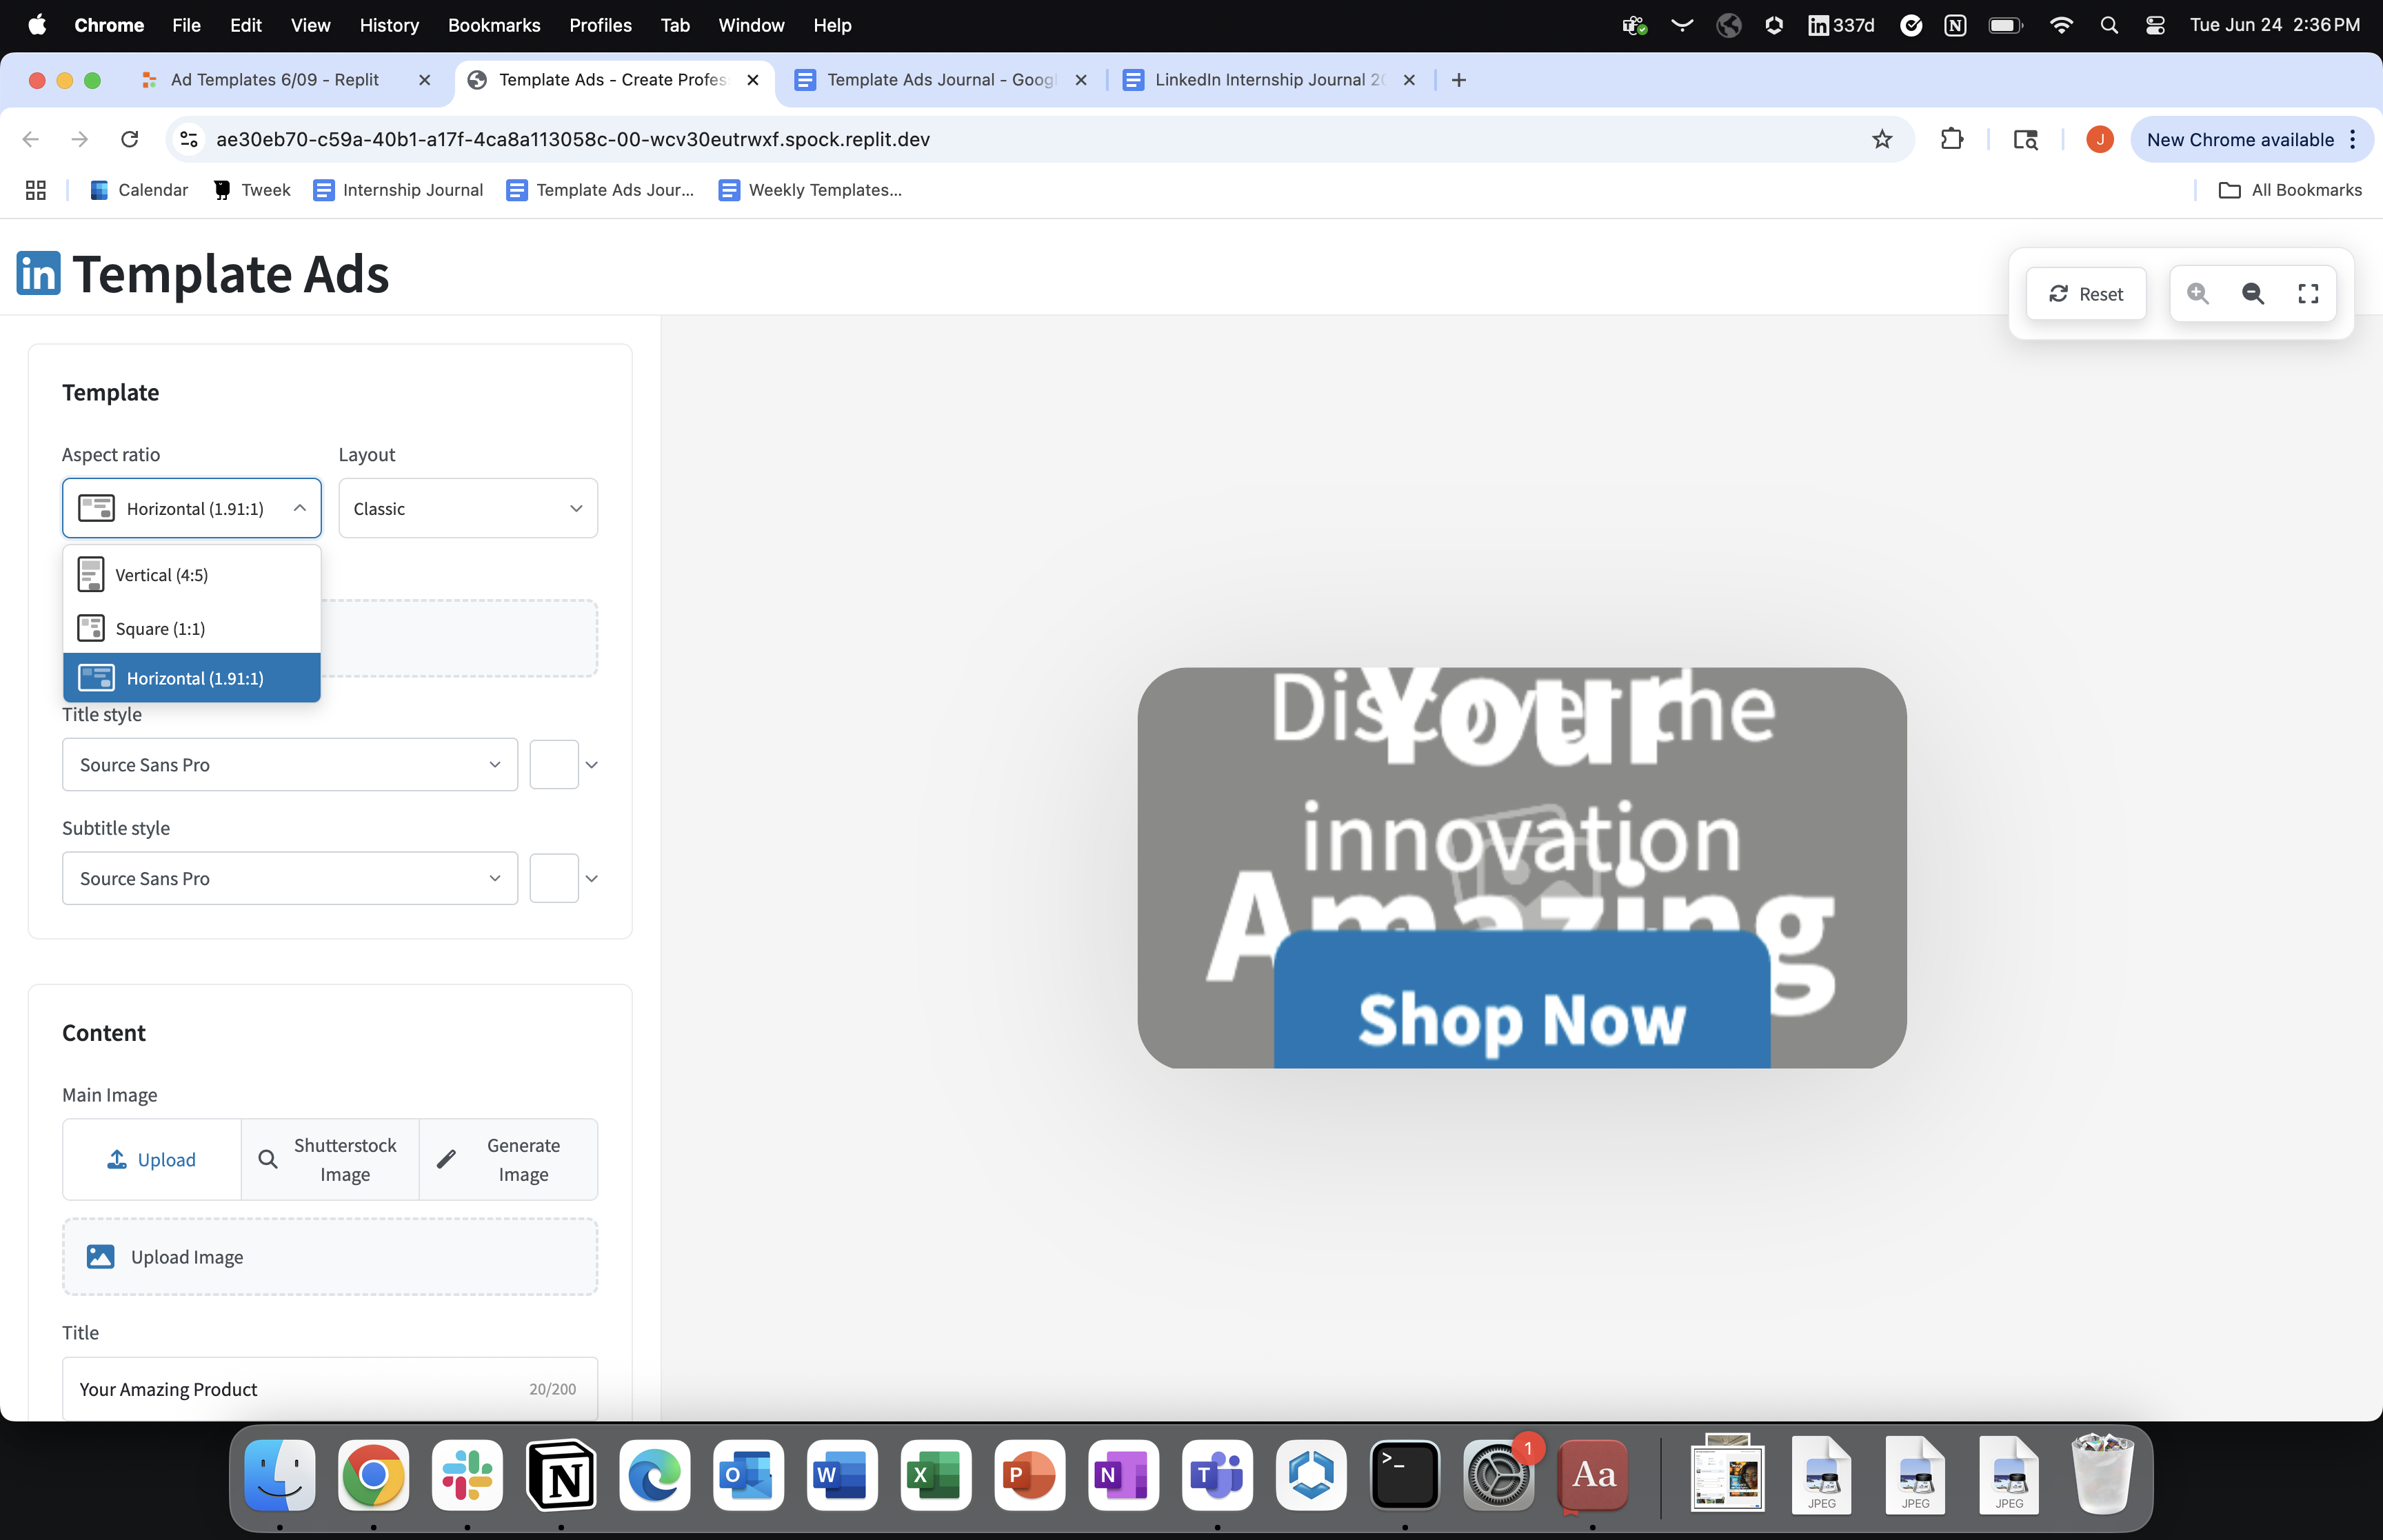 Chrome File Edit View History Bookmarks Profiles Tab Window Help
in 337d
Tue Jun 24 2:36 PM
Ad Templates 6/09 - Replit
Template Ads - Create Profes
Template Ads Journal - Goog
LinkedIn Internship Journal 20
ae30eb70-c59a-40b1-a17f-4ca8a113058c-00-wcv30eutrwxf.spock.replit.dev
J
New Chrome available
Calendar
Tweek
Internship Journal
Template Ads Jour...
Weekly Templates...
All Bookmarks
in Template Ads
Reset
Template
Aspect ratio
Layout
Horizontal (1.91:1)
Classic
Vertical (4:5)
Square (1:1)
Horizontal (1.91:1)
Title style
Source Sans Pro
Subtitle style
Source Sans Pro
Content
Main Image
Upload
Shutterstock
Image
Generate
Image
Upload Image
Title
Your Amazing Product
20/200
Discover the
Your
innovation
Amazing
Shop Now
N
O
W
X
P
N
T
>_
1
Aa
JPEG
JPEG
JPEG